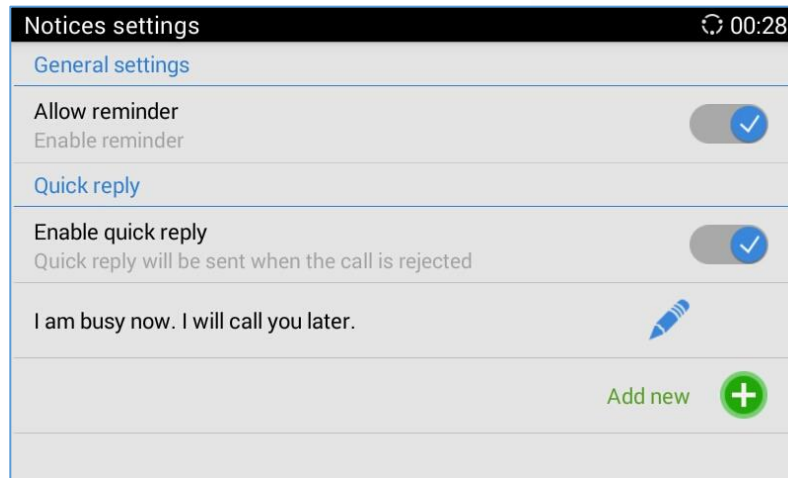 Notices settings 00:28
General settings
Allow reminder
Enable reminder
Quick reply
Enable quick reply
Quick reply will be sent when the call is rejected
I am busy now. I will call you later.
Add new